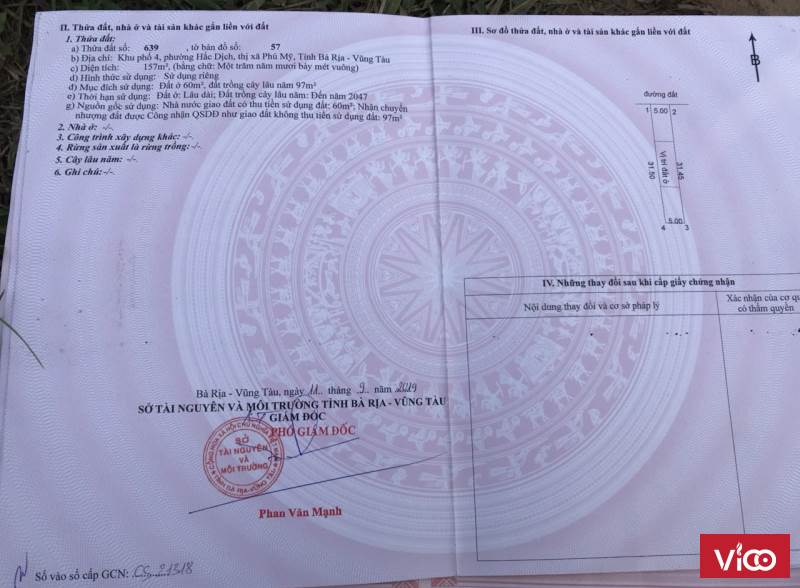 II. Thửa đất, nhà ở và tài sản khác gắn liền với đất
1. Thửa đất:
a) Thửa đất số: 639 , tờ bản đồ số: 57
b) Địa chỉ: Khu phố 4, phường Hắc Dịch, thị xã Phú Mỹ, Tỉnh Bà Rịa - Vũng Tàu
c) Diện tích: 157m², (bằng chữ: Một trăm năm mươi bảy mét vuông)
d) Hình thức sử dụng: Sử dụng riêng
đ) Mục đích sử dụng: Đất ở 60m², đất trồng cây lâu năm 97m²
e) Thời hạn sử dụng: Đất ở: Lâu dài; Đất trồng cây lâu năm: Đến năm 2047
g) Nguồn gốc sử dụng: Nhà nước giao đất có thu tiền sử dụng đất: 60m²; Nhận chuyển
nhượng đất được Công nhận QSDĐ như giao đất không thu tiền sử dụng đất: 97m²
2. Nhà ở: -/-
3. Công trình xây dựng khác: -/-
4. Rừng sản xuất là rừng trồng: -/-
5. Cây lâu năm: -/-
6. Ghi chú: -/-
Bà Rịa - Vũng Tàu, ngày 11.. tháng 9.. năm 2019
SỞ TÀI NGUYÊN VÀ MÔI TRƯỜNG TỈNH BÀ RỊA - VŨNG TÀU
GIÁM ĐỐC
PHÓ GIÁM ĐỐC
SỞ
TÀI NGUYÊN
VÀ
MÔI TRƯỜNG
TỈNH BÀ RỊA-VŨNG TÀU
Phan Văn Mạnh
Số vào sổ cấp GCN: CS 21318
III. Sơ đồ thửa đất, nhà ở và tài sản khác gắn liền với đất
B
đường đất
1 5.00 2
31.50
Vị trí đất ở
31.45
5.00
4 3
IV. Những thay đổi sau khi cấp giấy chứng nhận
Nội dung thay đổi và cơ sở pháp lý
Xác nhận của cơ qu
có thẩm quyền
Vico